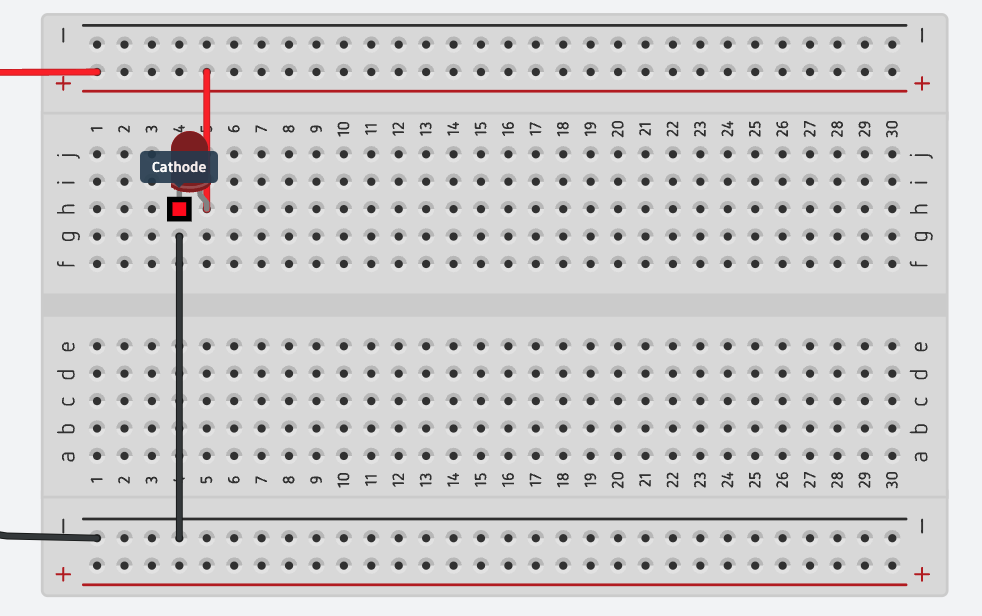 – –
+ +
1 2 3 4 5 6 7 8 9 10 11 12 13 14 15 16 17 18 19 20 21 22 23 24 25 26 27 28 29 30
j j
Cathode
i i
h h
g g
f f
e e
d d
c c
b b
a a
1 2 3 4 5 6 7 8 9 10 11 12 13 14 15 16 17 18 19 20 21 22 23 24 25 26 27 28 29 30
– –
+ +